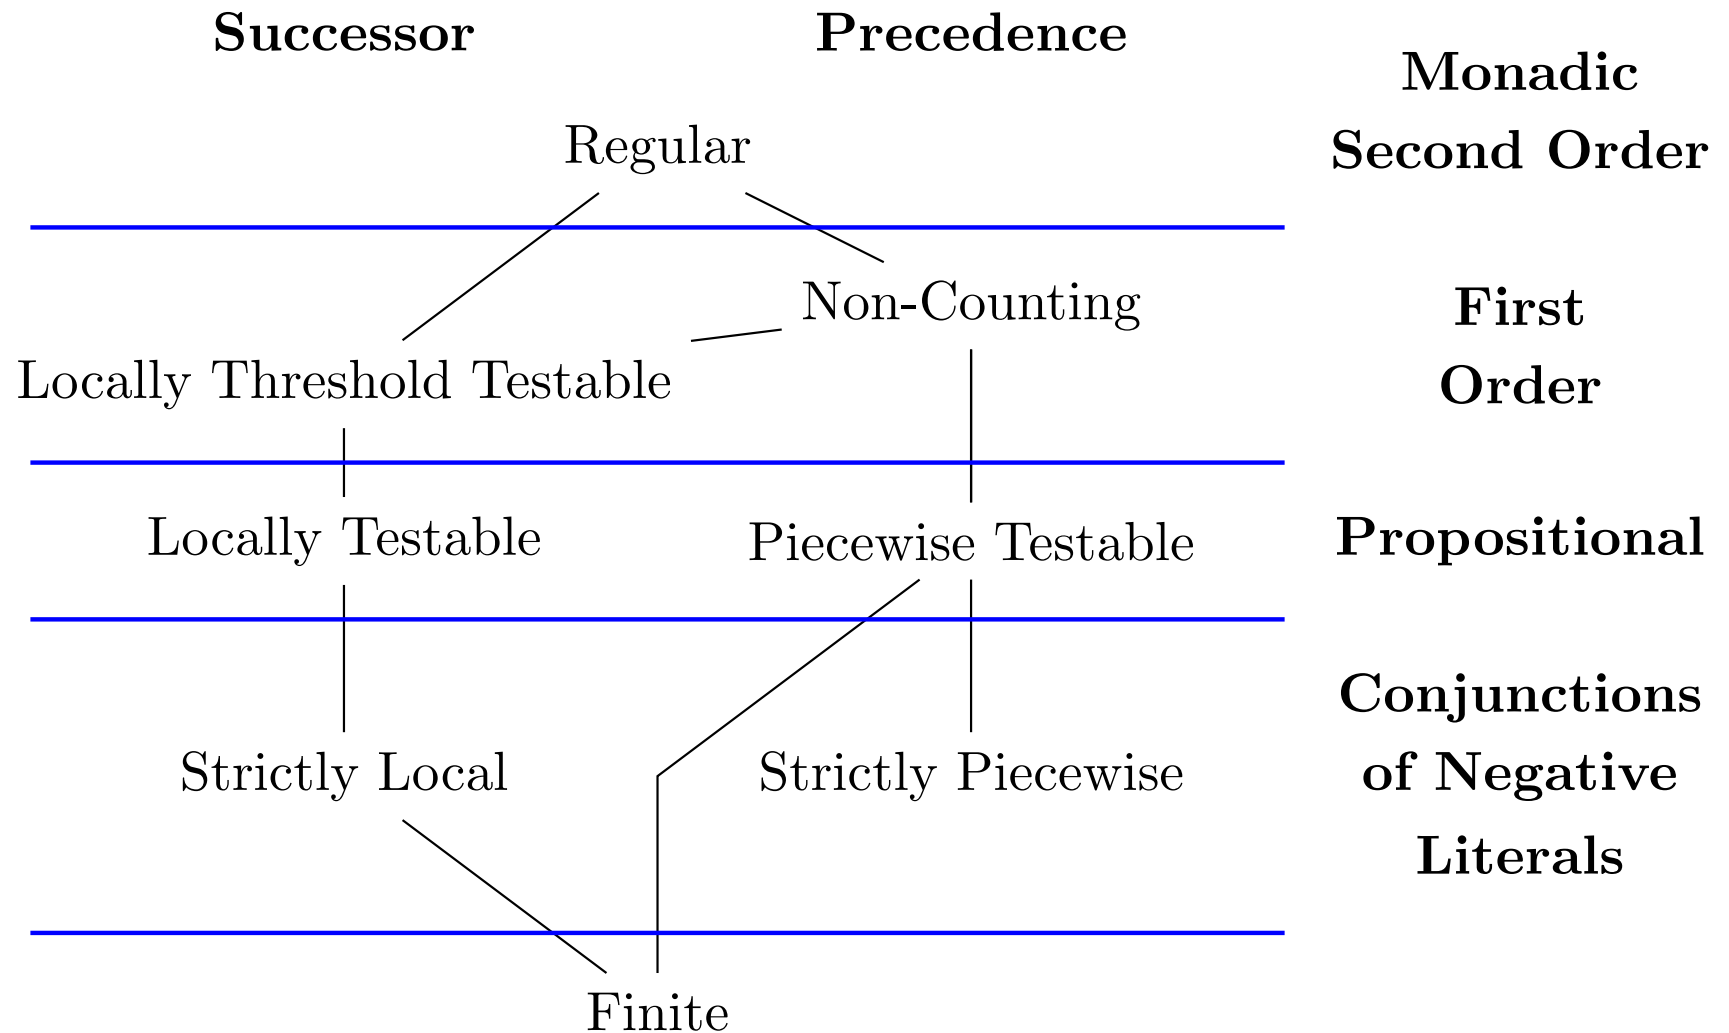 Successor
Precedence
Monadic
Second Order
Regular
Non-Counting
First
Order
Locally Threshold Testable
Locally Testable
Piecewise Testable
Propositional
Strictly Local
Strictly Piecewise
Conjunctions
of Negative
Literals
Finite